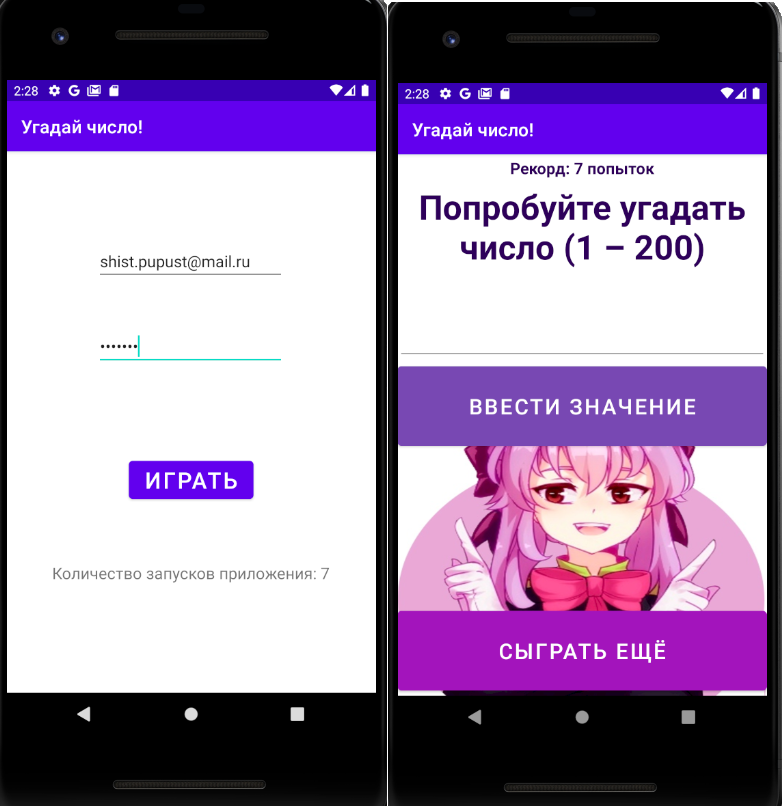 2:28
Угадай число!
shist.pupust@mail.ru
•••••••
ИГРАТЬ
Количество запусков приложения: 7
2:28
Угадай число!
Рекорд: 7 попыток
Попробуйте угадать
число (1 – 200)
ВВЕСТИ ЗНАЧЕНИЕ
СЫГРАТЬ ЕЩЁ